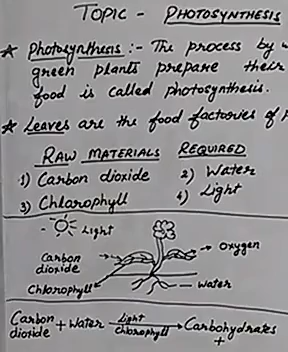 TOPIC - PHOTOSYNTHESIS
★ Photosynthesis :- The process by
green plants prepare their
food is called photosynthesis.
★ Leaves are the food factories of
RAW MATERIALS REQUIRED
1) Carbon dioxide 2) Water
3) Chlorophyll 4) Light
- Light
Oxygen
Carbon
dioxide
Chlorophyll
Water
Carbon
dioxide + Water Light
Chlorophyll → Carbohydrates
+